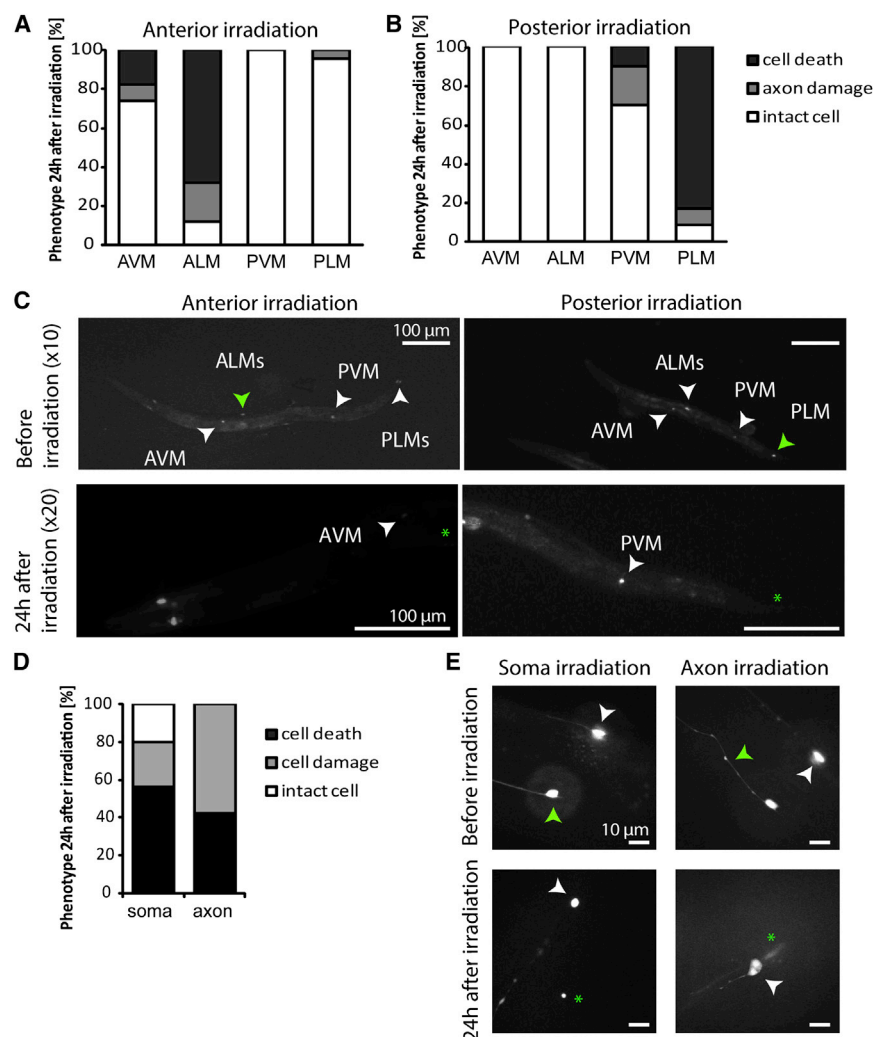 A
Anterior irradiation
Phenotype 24h after irradiation [%]
100
80
60
40
20
0
AVM ALM PVM PLM
B
Posterior irradiation
Phenotype 24h after irradiation [%]
100
80
60
40
20
0
AVM ALM PVM PLM
cell death
axon damage
intact cell
C
Anterior irradiation
Posterior irradiation
Before
irradiation (x10)
100 µm
ALMs
PVM
AVM
PLMs
ALMs
PVM
AVM
PLM
24h after
irradiation (x20)
AVM
*
100 µm
PVM
*
D
Phenotype 24h after irradiation [%]
100
80
60
40
20
0
soma axon
cell death
cell damage
intact cell
E
Soma irradiation
Axon irradiation
Before irradiation
10 µm
24h after irradiation
*
*